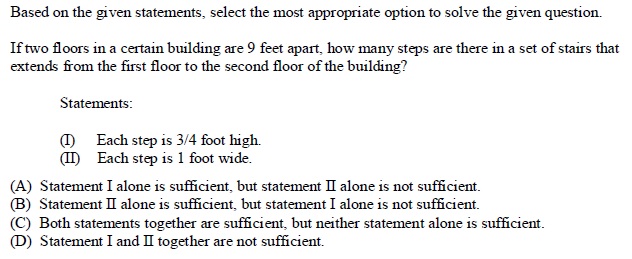 Based on the given statements, select the most appropriate option to solve the given question.
If two floors in a certain building are 9 feet apart, how many steps are there in a set of stairs that
extends from the first floor to the second floor of the building?
Statements:
(I) Each step is 3/4 foot high.
(II) Each step is 1 foot wide.
(A) Statement I alone is sufficient, but statement II alone is not sufficient.
(B) Statement II alone is sufficient, but statement I alone is not sufficient.
(C) Both statements together are sufficient, but neither statement alone is sufficient.
(D) Statement I and II together are not sufficient.